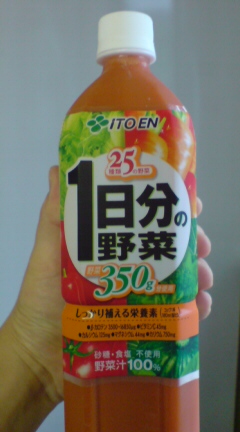 ITO EN
25
種類の野菜
1日分の
野菜
野菜
350g
しっかり補える栄養素
砂糖・食塩 不使用
野菜汁100%